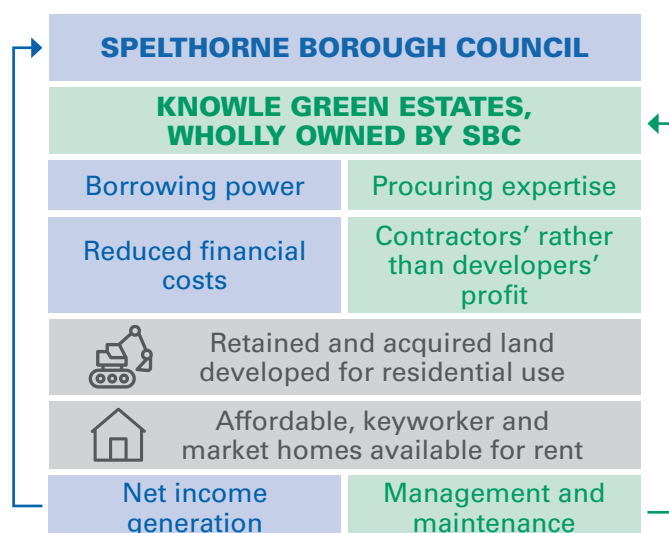 SPELTHORNE BOROUGH COUNCIL
KNOWLE GREEN ESTATES,
WHOLLY OWNED BY SBC
Borrowing power
Procuring expertise
Reduced financial
costs
Contractors’ rather
than developers’
profit
Retained and acquired land
developed for residential use
Affordable, keyworker and
market homes available for rent
Net income
generation
Management and
maintenance